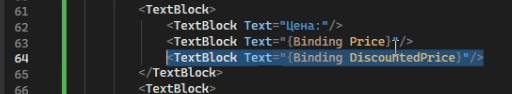 61 <TextBlock>
62 <TextBlock Text="Цена:"/>
63 <TextBlock Text="{Binding Price}"/>
64 <TextBlock Text="{Binding DiscountedPrice}"/>
65 </TextBlock>
66 <TextBlock>